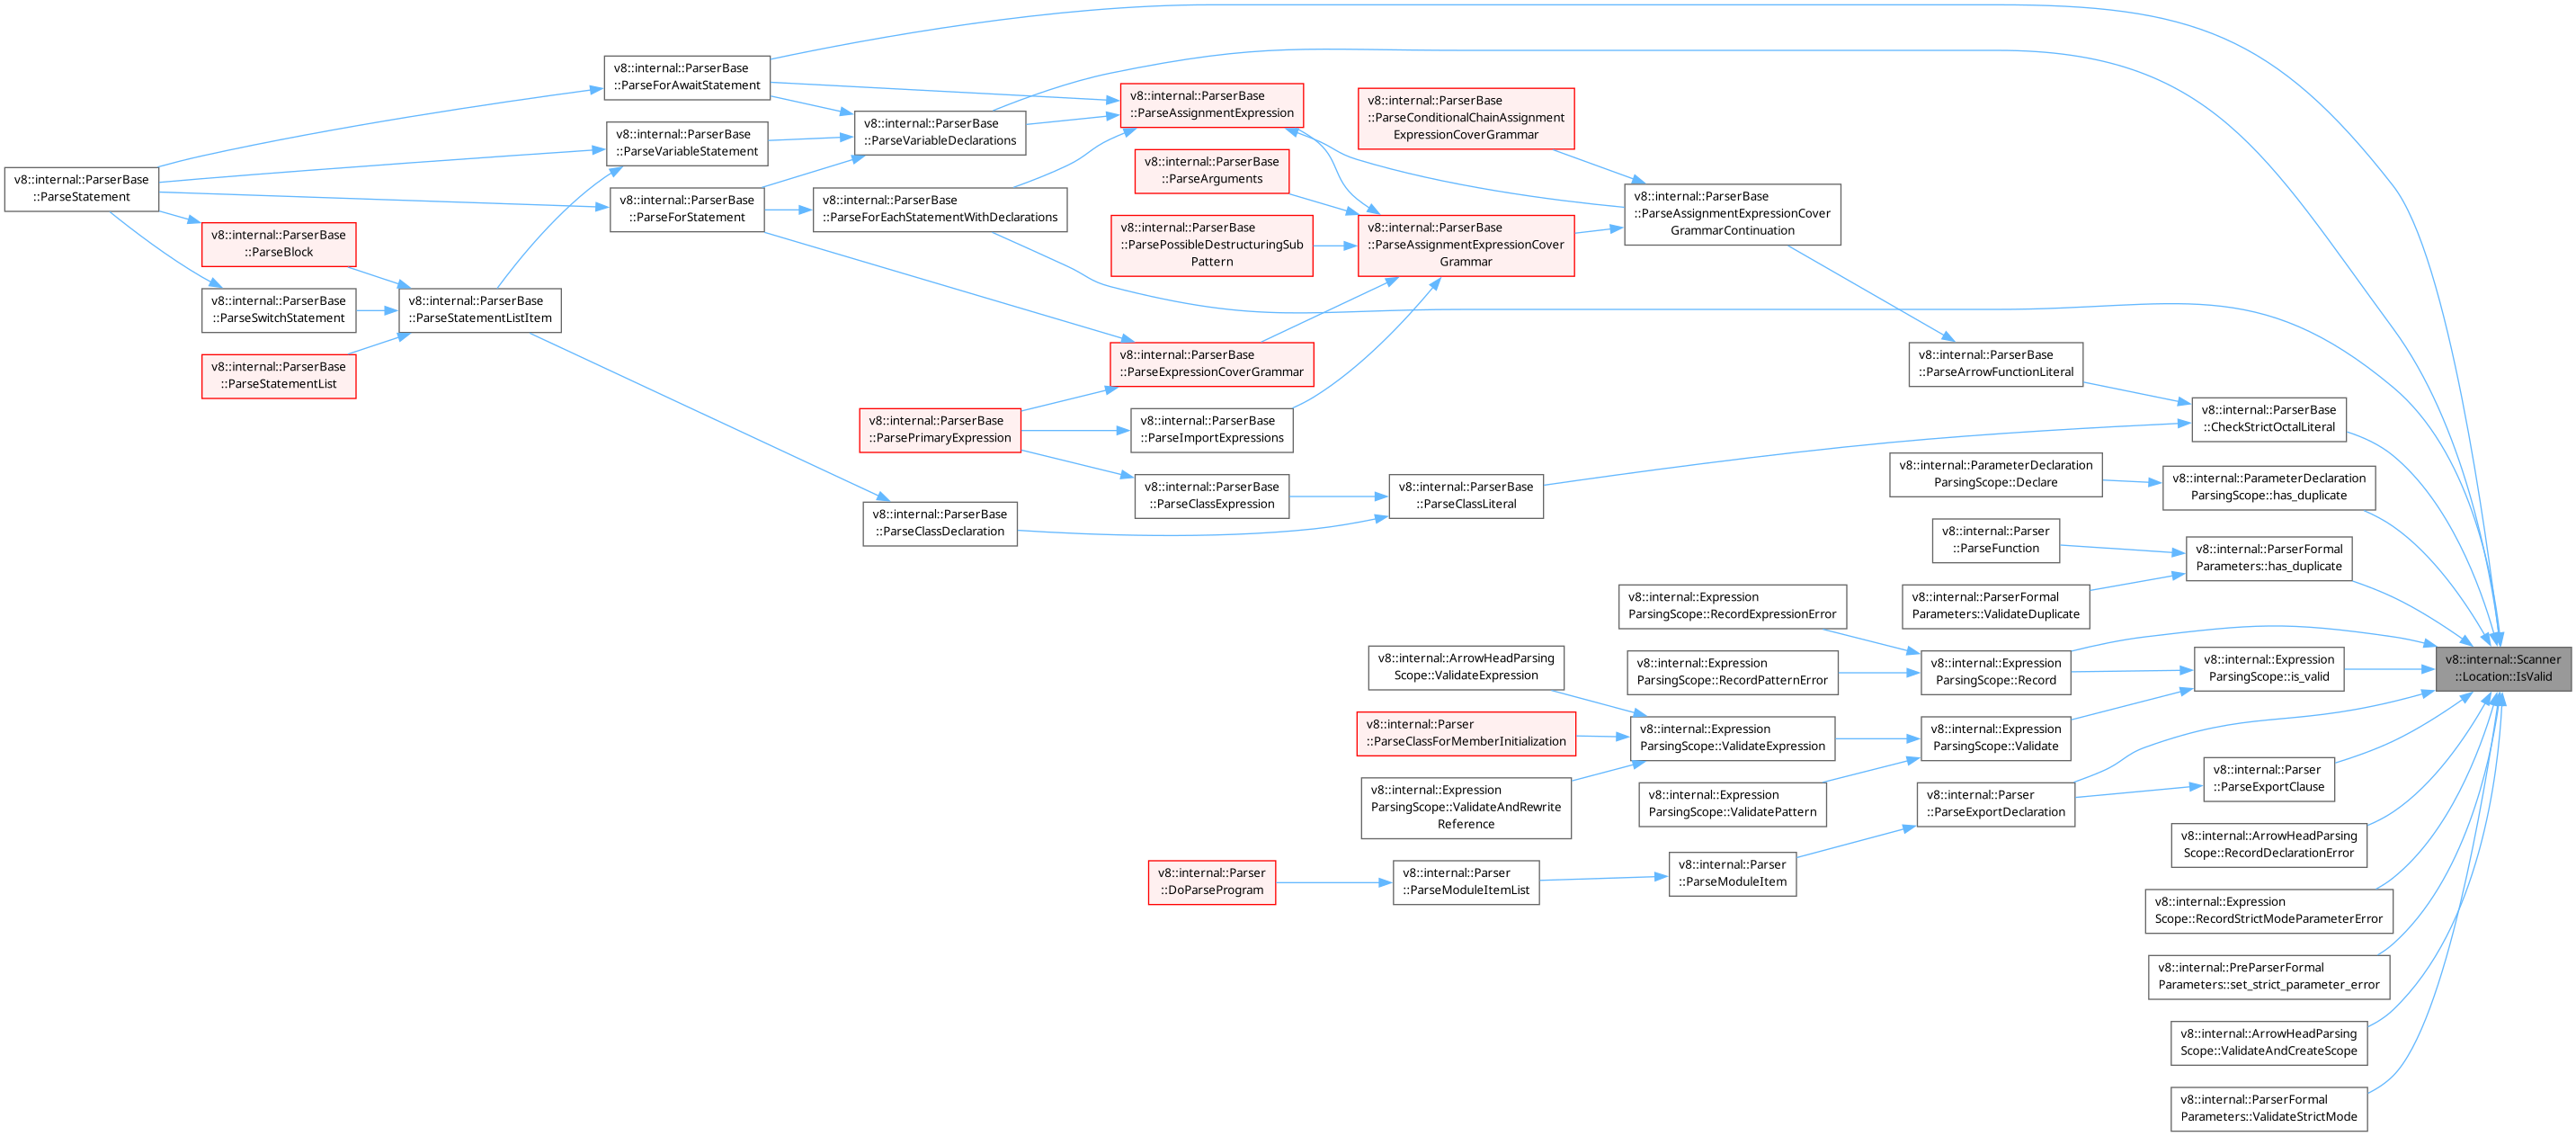 v8::internal::ParserBase
::ParseForAwaitStatement
v8::internal::ParserBase
::ParseAssignmentExpression
v8::internal::ParserBase
::ParseConditionalChainAssignment
ExpressionCoverGrammar
v8::internal::ParserBase
::ParseVariableDeclarations
v8::internal::ParserBase
::ParseVariableStatement
v8::internal::ParserBase
::ParseArguments
v8::internal::ParserBase
::ParseStatement
v8::internal::ParserBase
::ParseForStatement
v8::internal::ParserBase
::ParseForEachStatementWithDeclarations
v8::internal::ParserBase
::ParseAssignmentExpressionCover
GrammarContinuation
v8::internal::ParserBase
::ParsePossibleDestructuringSub
Pattern
v8::internal::ParserBase
::ParseAssignmentExpressionCover
Grammar
v8::internal::ParserBase
::ParseBlock
v8::internal::ParserBase
::ParseSwitchStatement
v8::internal::ParserBase
::ParseStatementListItem
v8::internal::ParserBase
::ParseStatementList
v8::internal::ParserBase
::ParseExpressionCoverGrammar
v8::internal::ParserBase
::ParseArrowFunctionLiteral
v8::internal::ParserBase
::ParsePrimaryExpression
v8::internal::ParserBase
::ParseImportExpressions
v8::internal::ParserBase
::CheckStrictOctalLiteral
v8::internal::ParserBase
::ParseClassDeclaration
v8::internal::ParserBase
::ParseClassExpression
v8::internal::ParserBase
::ParseClassLiteral
v8::internal::ParameterDeclaration
ParsingScope::Declare
v8::internal::ParameterDeclaration
ParsingScope::has_duplicate
v8::internal::Parser
::ParseFunction
v8::internal::ParserFormal
Parameters::has_duplicate
v8::internal::ParserFormal
Parameters::ValidateDuplicate
v8::internal::Expression
ParsingScope::RecordExpressionError
v8::internal::Expression
ParsingScope::RecordPatternError
v8::internal::Expression
ParsingScope::Record
v8::internal::Expression
ParsingScope::is_valid
v8::internal::Scanner
::Location::IsValid
v8::internal::ArrowHeadParsing
Scope::ValidateExpression
v8::internal::Parser
::ParseClassForMemberInitialization
v8::internal::Expression
ParsingScope::ValidateExpression
v8::internal::Expression
ParsingScope::Validate
v8::internal::Expression
ParsingScope::ValidateAndRewrite
Reference
v8::internal::Expression
ParsingScope::ValidatePattern
v8::internal::Parser
::ParseExportDeclaration
v8::internal::Parser
::ParseExportClause
v8::internal::ArrowHeadParsing
Scope::RecordDeclarationError
v8::internal::Parser
::DoParseProgram
v8::internal::Parser
::ParseModuleItemList
v8::internal::Parser
::ParseModuleItem
v8::internal::Expression
Scope::RecordStrictModeParameterError
v8::internal::PreParserFormal
Parameters::set_strict_parameter_error
v8::internal::ArrowHeadParsing
Scope::ValidateAndCreateScope
v8::internal::ParserFormal
Parameters::ValidateStrictMode